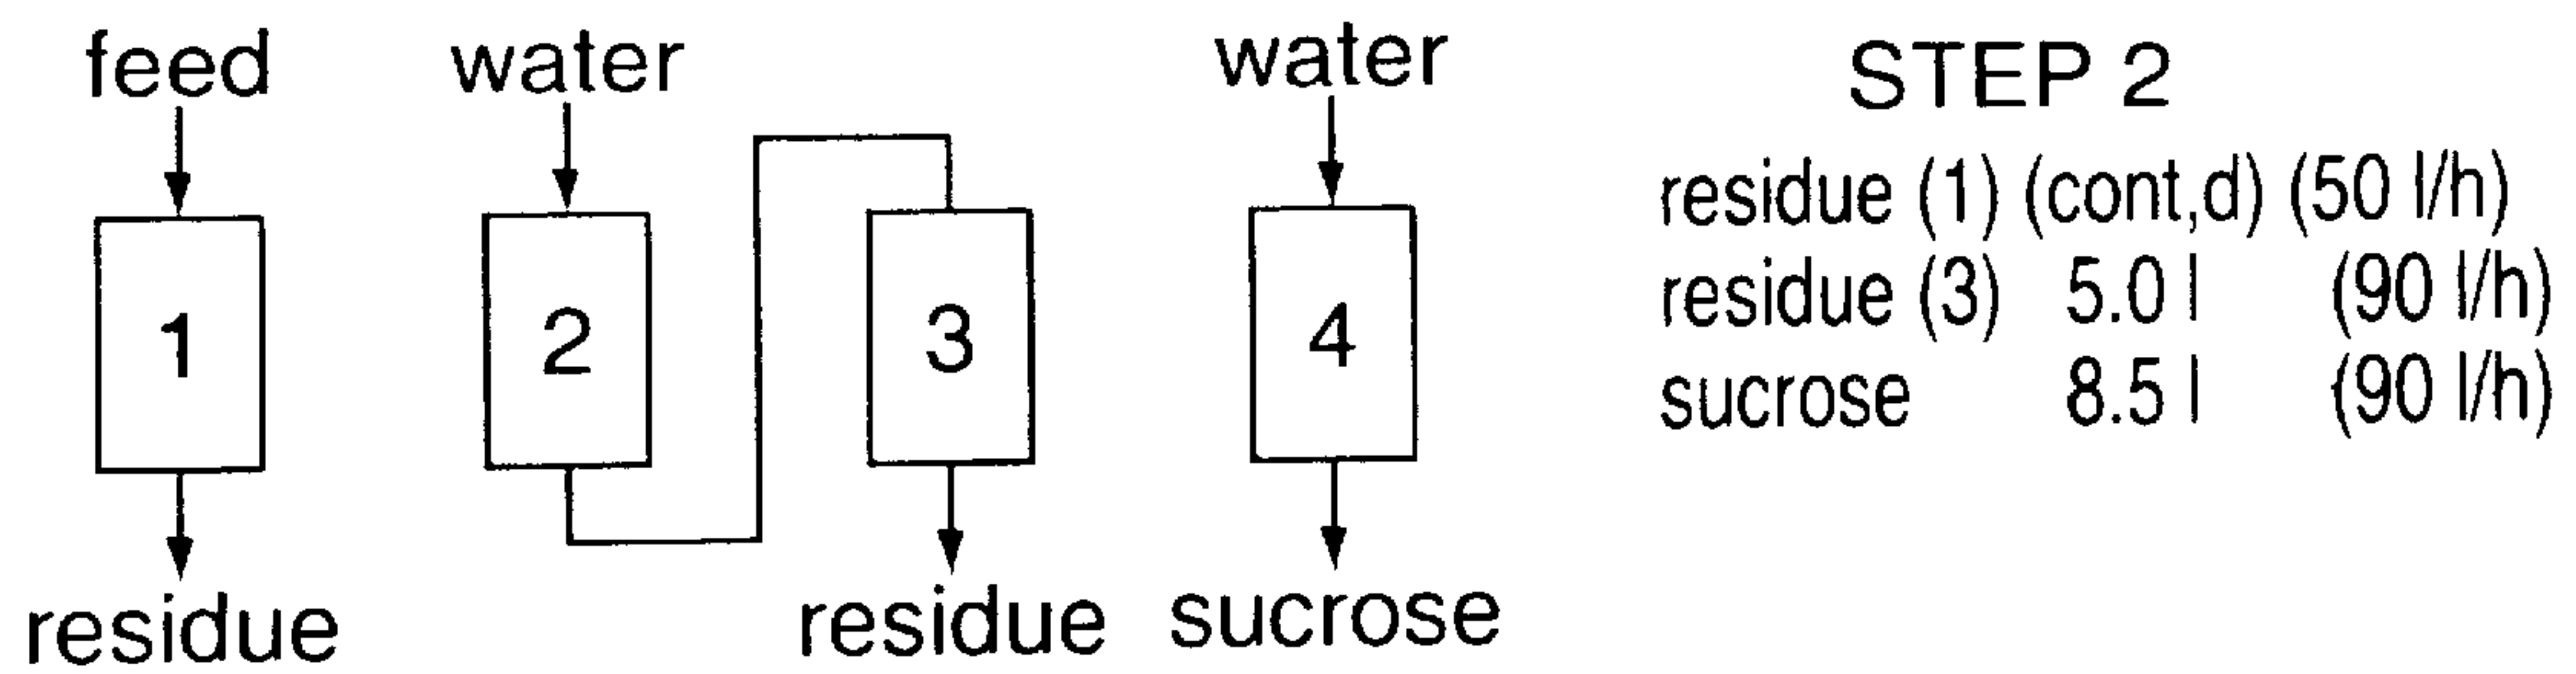 feed water water
1 2 3 4
residue residue sucrose
STEP 2
residue (1) (cont,d) (50 l/h)
residue (3) 5.0 l (90 l/h)
sucrose 8.5 l (90 l/h)